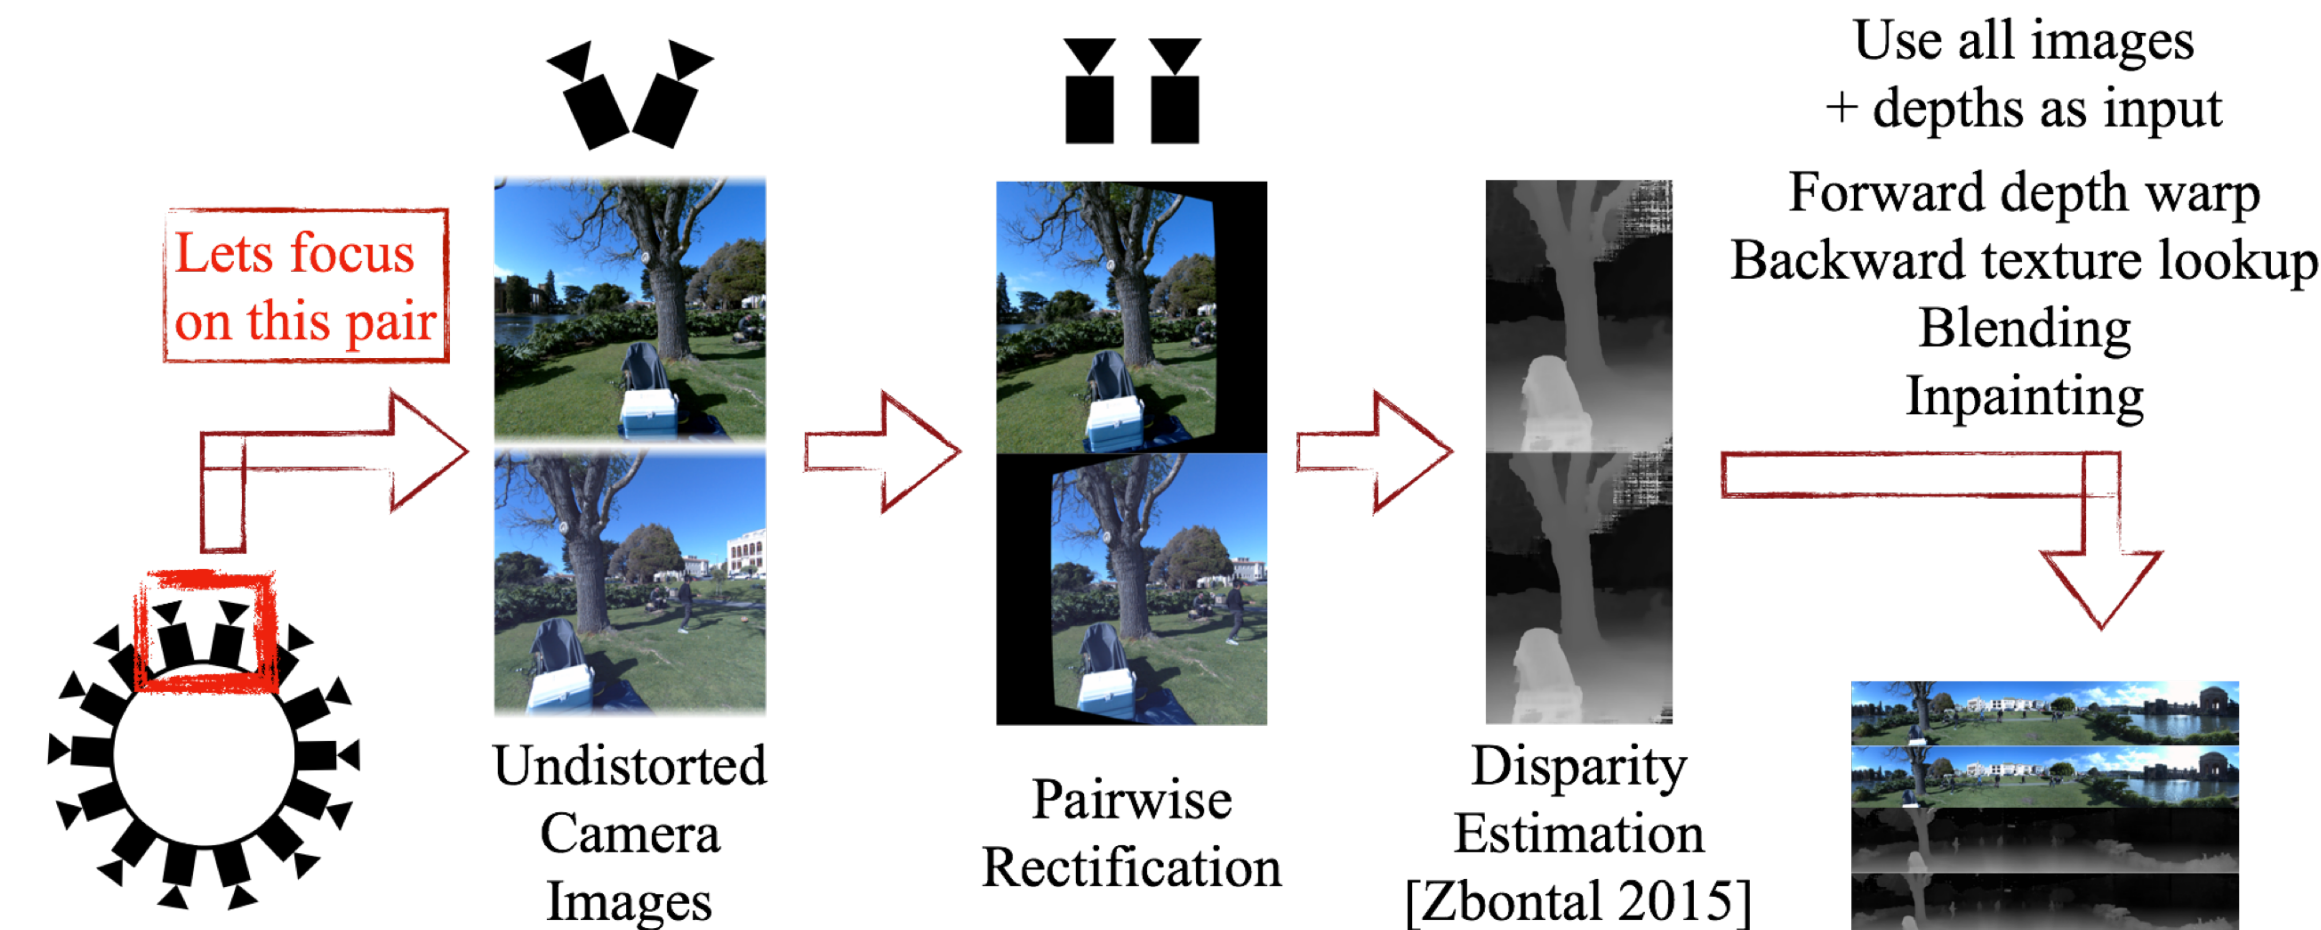 Lets focus
on this pair
Undistorted
Camera
Images
Pairwise
Rectification
Disparity
Estimation
[Zbontal 2015]
Use all images
+ depths as input
Forward depth warp
Backward texture lookup
Blending
Inpainting